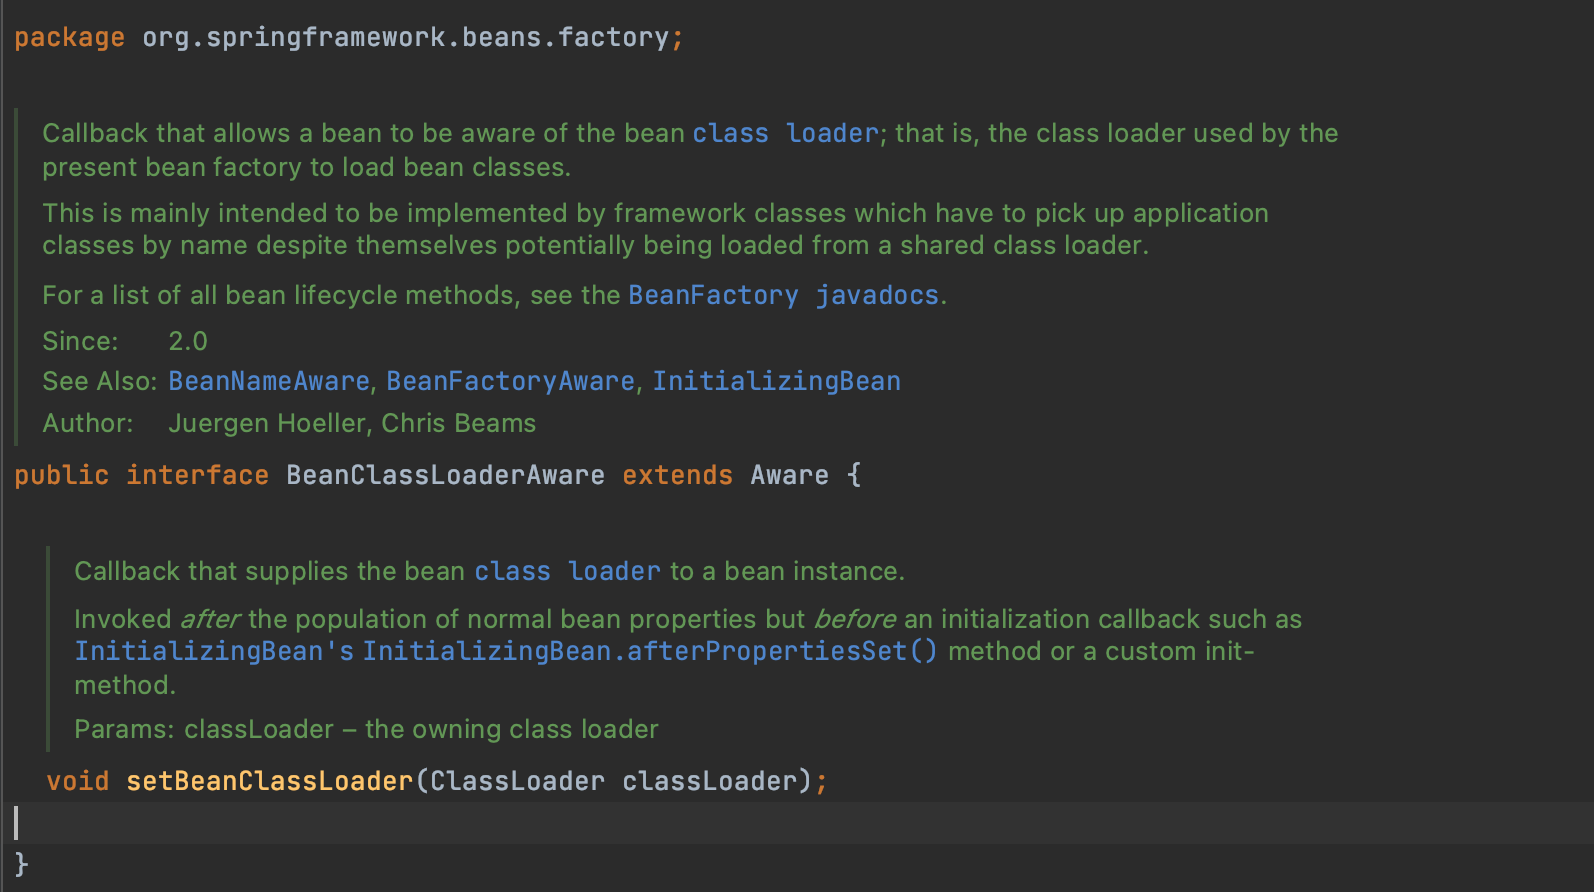 package org.springframework.beans.factory;
Callback that allows a bean to be aware of the bean class loader; that is, the class loader used by the
present bean factory to load bean classes.
This is mainly intended to be implemented by framework classes which have to pick up application
classes by name despite themselves potentially being loaded from a shared class loader.
For a list of all bean lifecycle methods, see the BeanFactory javadocs.
Since: 2.0
See Also: BeanNameAware, BeanFactoryAware, InitializingBean
Author: Juergen Hoeller, Chris Beams
public interface BeanClassLoaderAware extends Aware {
Callback that supplies the bean class loader to a bean instance.
Invoked after the population of normal bean properties but before an initialization callback such as
InitializingBean's InitializingBean.afterPropertiesSet() method or a custom init-
method.
Params: classLoader – the owning class loader
void setBeanClassLoader(ClassLoader classLoader);
}